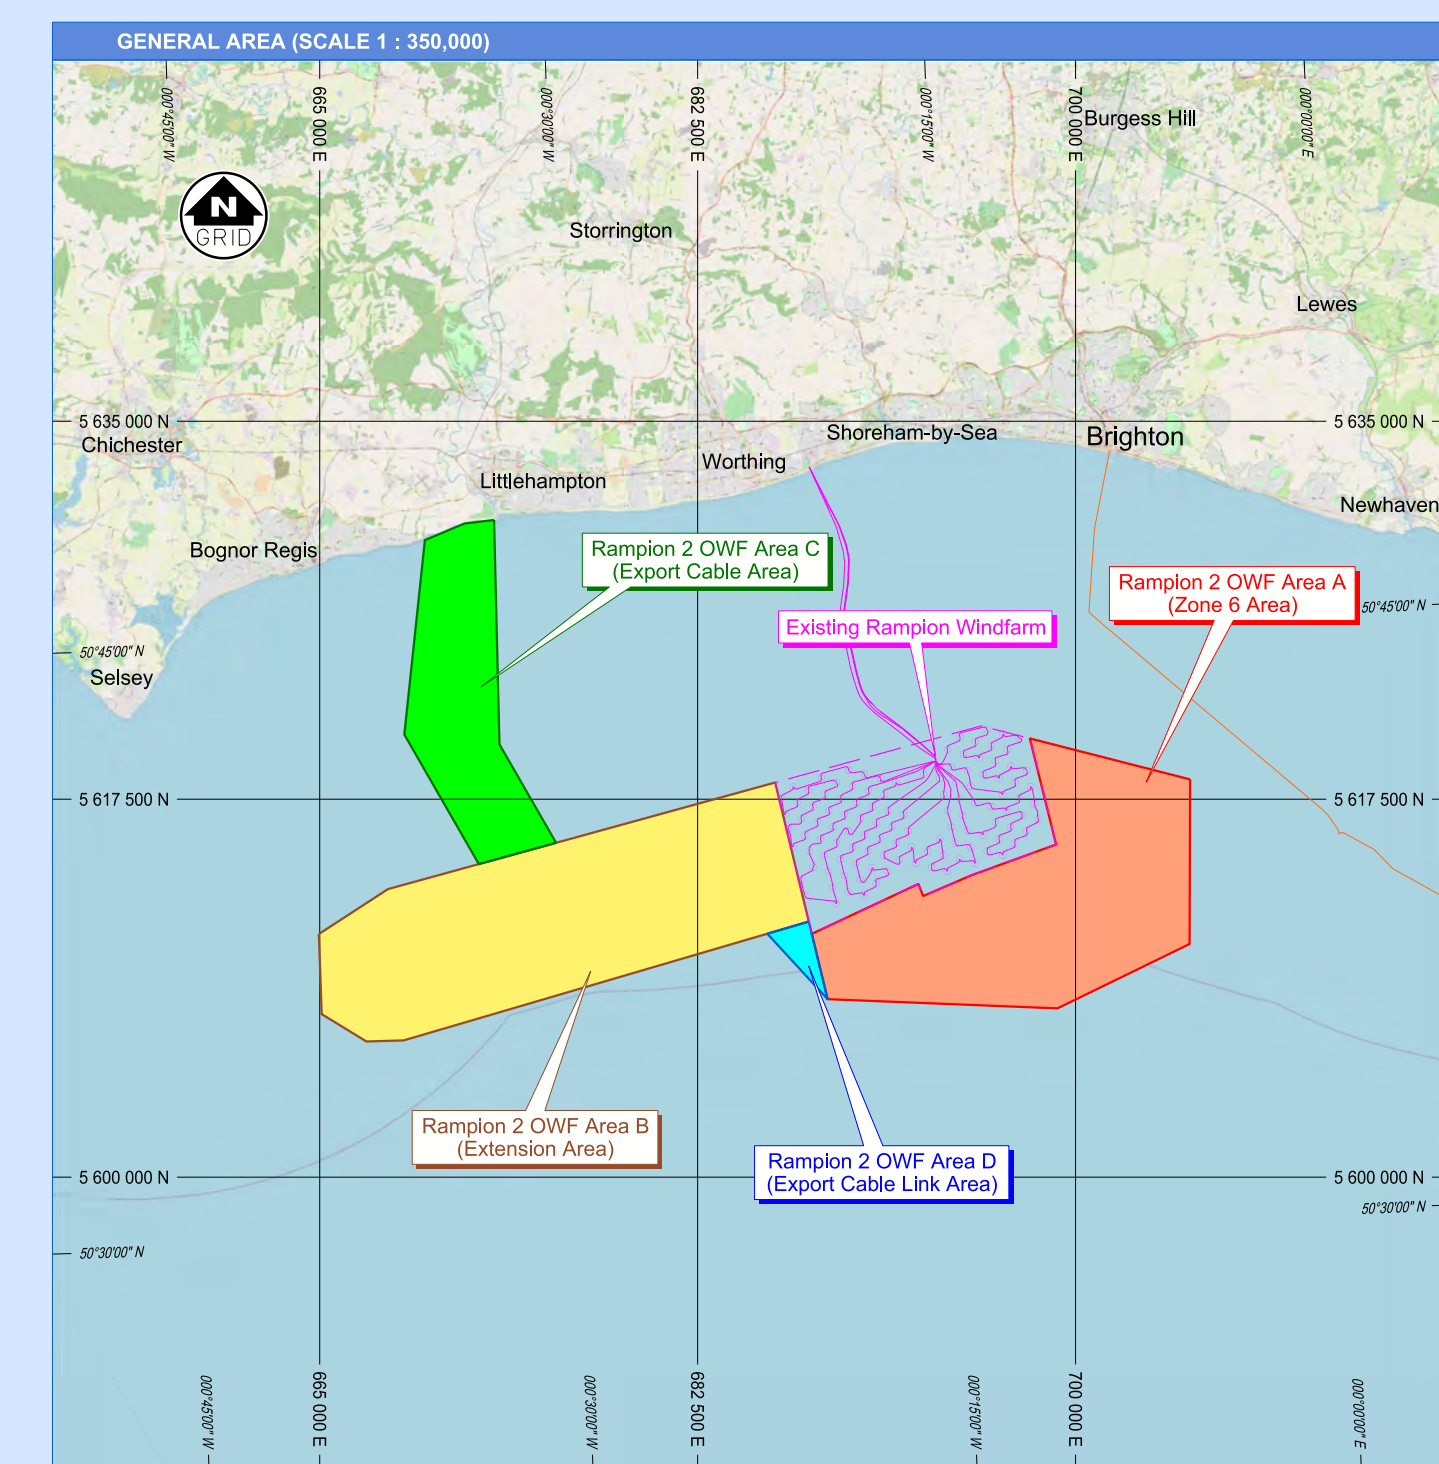 GENERAL AREA (SCALE 1 : 350,000)
000°45'00" W
665 000 E
000°30'00" W
682 500 E
000°15'00" W
700 000 E
000°00'00" E
Burgess Hill
N
GRID
Storrington
Lewes
5 635 000 N
5 635 000 N
Chichester
Shoreham-by-Sea
Brighton
Worthing
Littlehampton
Newhaven
Bognor Regis
Rampion 2 OWF Area C
(Export Cable Area)
Rampion 2 OWF Area A
(Zone 6 Area)
50°45'00" N
Existing Rampion Windfarm
50°45'00" N
Selsey
5 617 500 N
5 617 500 N
Rampion 2 OWF Area B
(Extension Area)
Rampion 2 OWF Area D
(Export Cable Link Area)
5 600 000 N
5 600 000 N
50°30'00" N
50°30'00" N
000°45'00" W
665 000 E
000°30'00" W
682 500 E
000°15'00" W
700 000 E
000°00'00" E